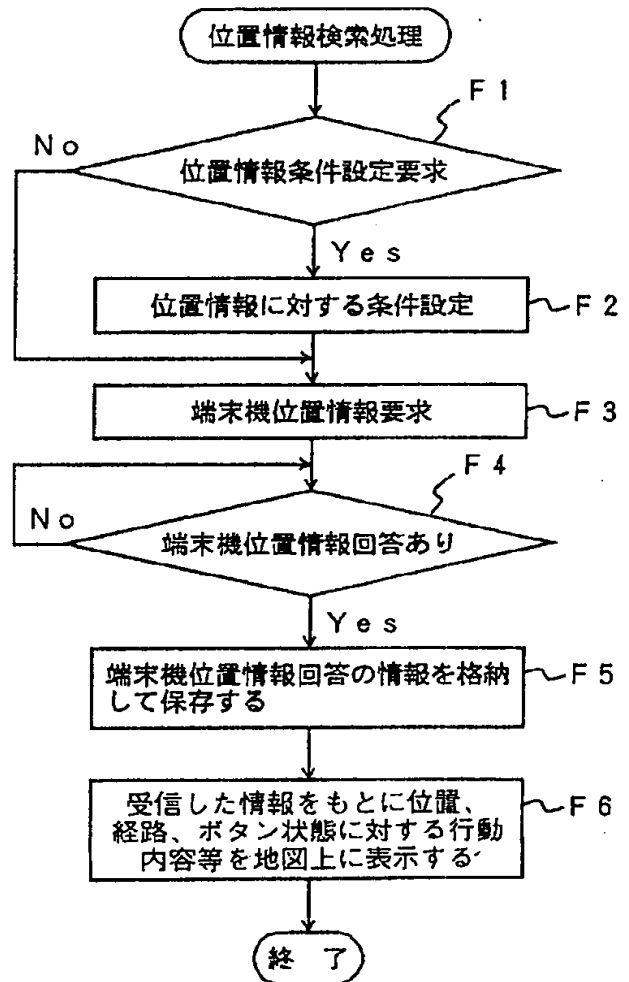 位置情報検索処理
F1
No
位置情報条件設定要求
Yes
位置情報に対する条件設定
F2
端末機位置情報要求
F3
F4
No
端末機位置情報回答あり
Yes
端末機位置情報回答の情報を格納
して保存する
F5
受信した情報をもとに位置、
経路、ボタン状態に対する行動
内容等を地図上に表示する
F6
終 了